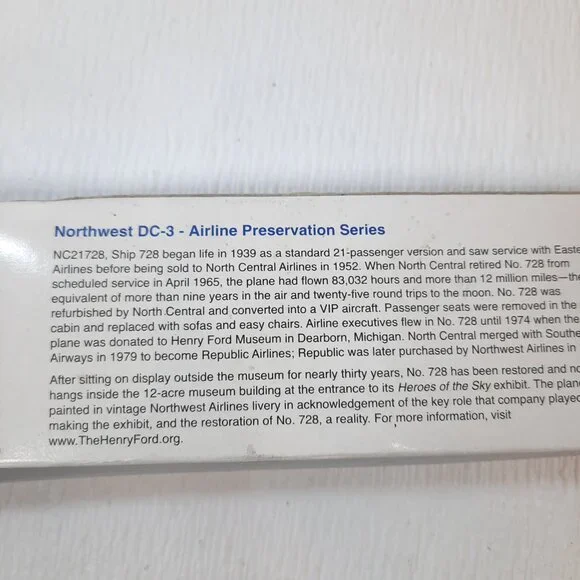 Northwest DC-3 - Airline Preservation Series
NC21728, Ship 728 began life in 1939 as a standard 21-passenger version and saw service with Easte
Airlines before being sold to North Central Airlines in 1952. When North Central retired No. 728 from
scheduled service in April 1965, the plane had flown 83,032 hours and more than 12 million miles—the
equivalent of more than nine years in the air and twenty-five round trips to the moon. No. 728 was
refurbished by North Central and converted into a VIP aircraft. Passenger seats were removed in the
cabin and replaced with sofas and easy chairs. Airline executives flew in No. 728 until 1974 when the
plane was donated to Henry Ford Museum in Dearborn, Michigan. North Central merged with Southe
Airways in 1979 to become Republic Airlines; Republic was later purchased by Northwest Airlines in
After sitting on display outside the museum for nearly thirty years, No. 728 has been restored and no
hangs inside the 12-acre museum building at the entrance to its Heroes of the Sky exhibit. The plane
painted in vintage Northwest Airlines livery in acknowledgement of the key role that company played
making the exhibit, and the restoration of No. 728, a reality. For more information, visit
www.TheHenryFord.org.